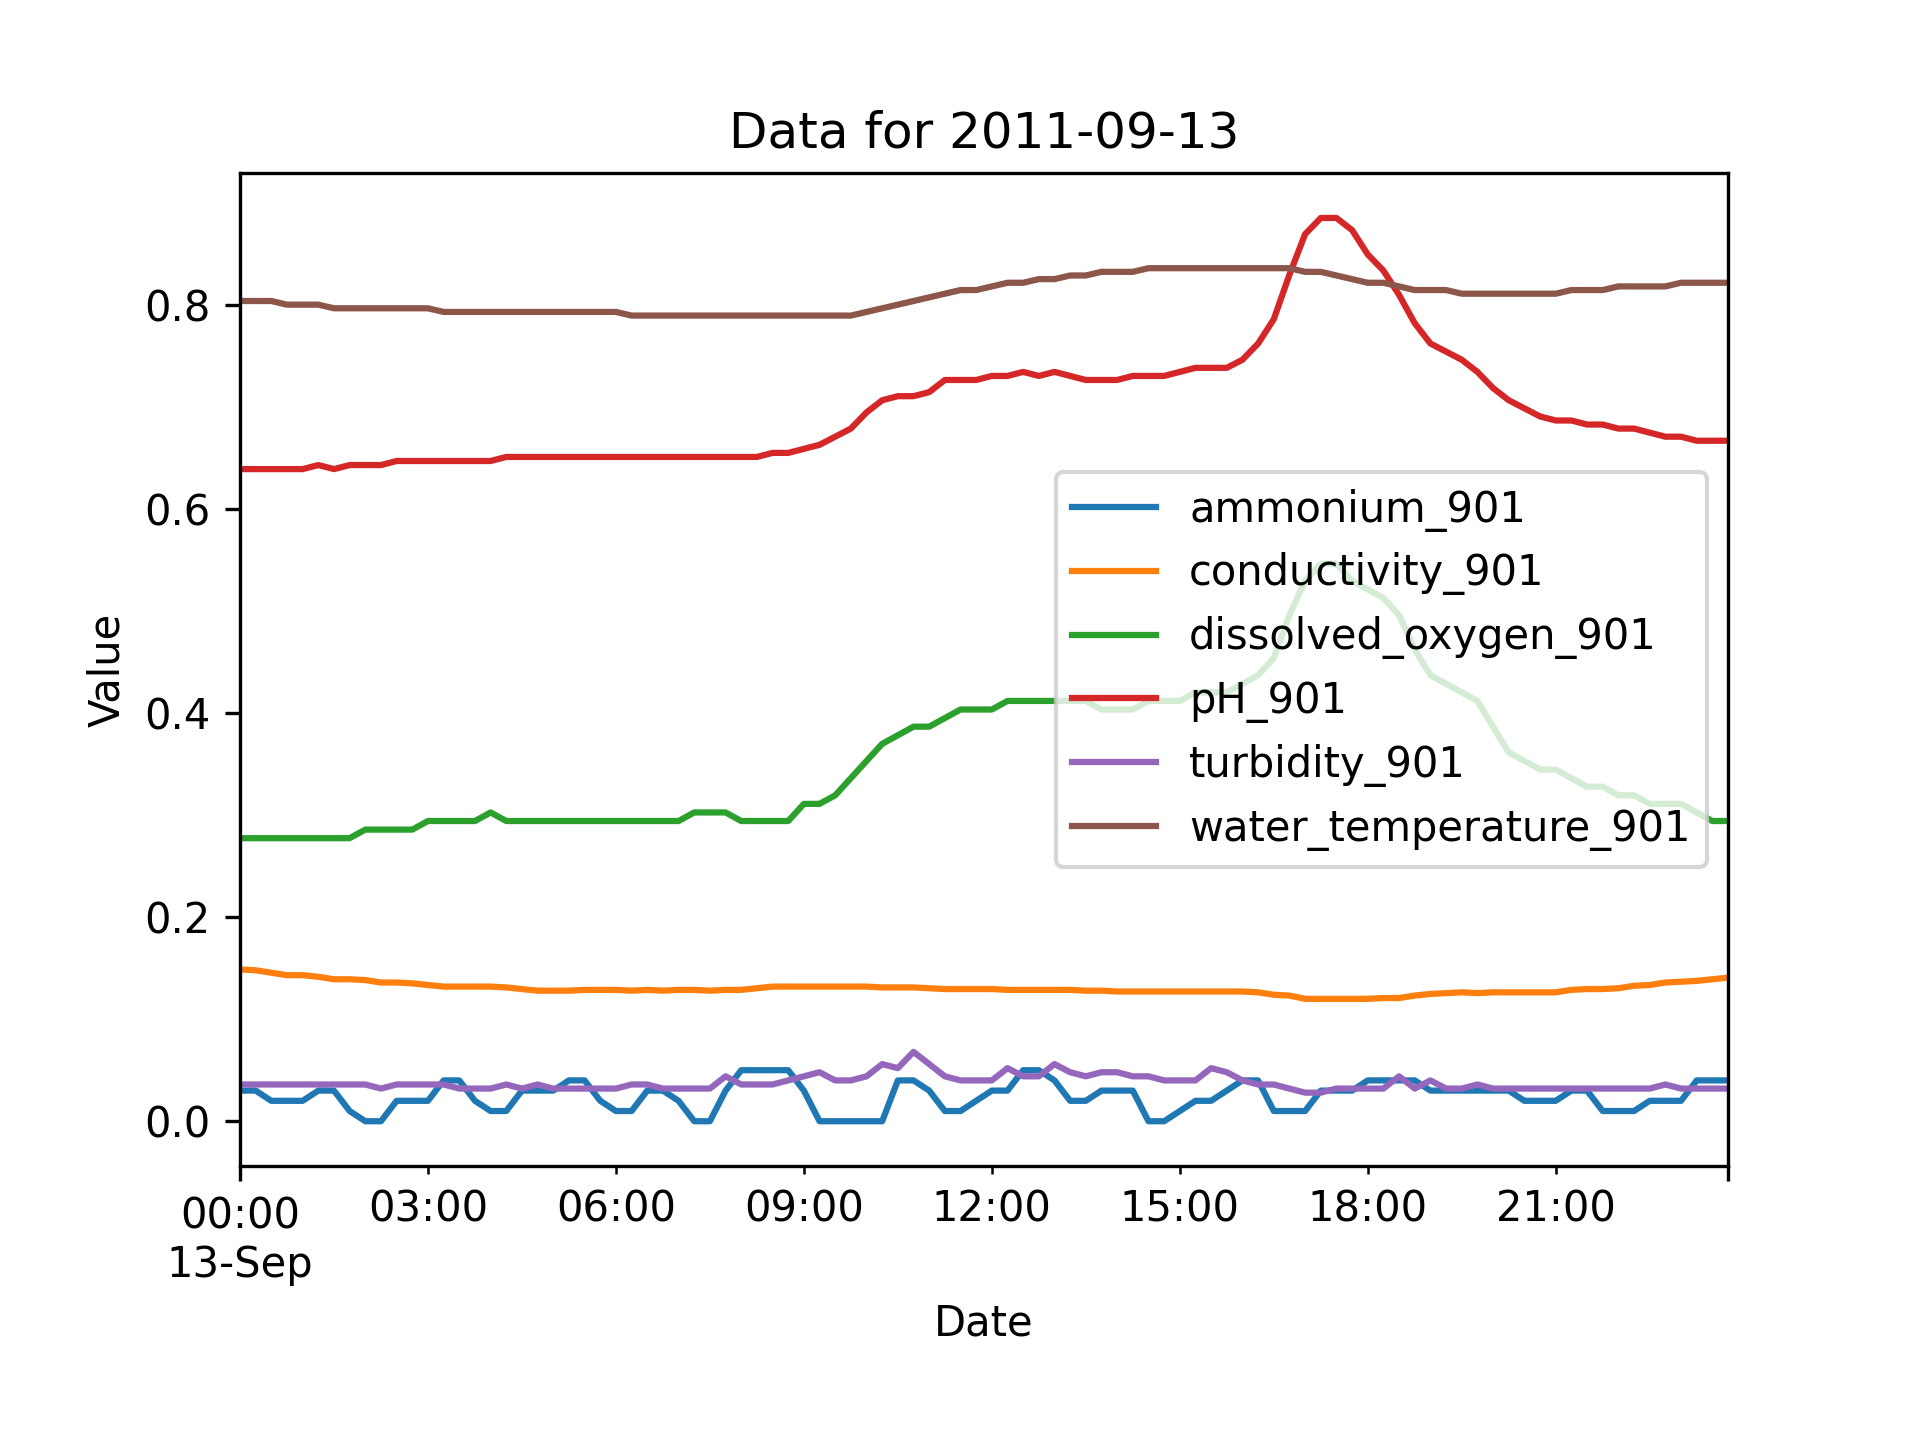 Data for 2011-09-13
Value
0.8
0.6
0.4
0.2
0.0
ammonium_901
conductivity_901
dissolved_oxygen_901
pH_901
turbidity_901
water_temperature_901
00:00 03:00 06:00 09:00 12:00 15:00 18:00 21:00
13-Sep
Date